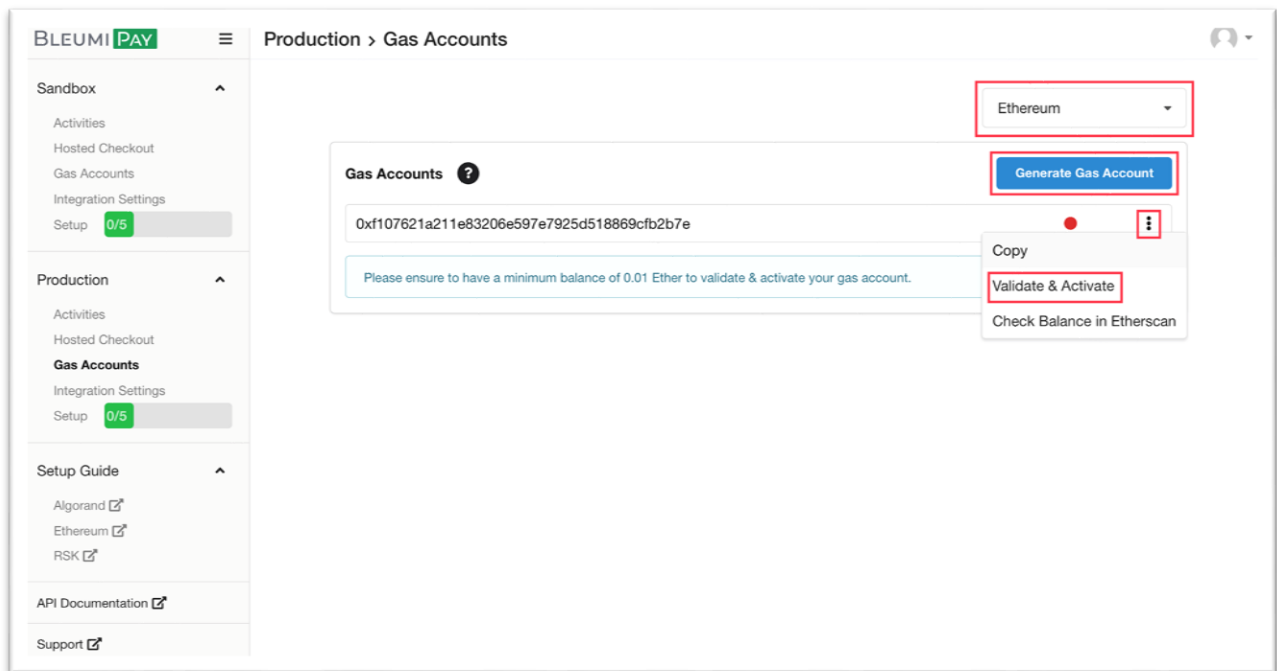 BLEUMI PAY
Production > Gas Accounts
Sandbox
Activities
Hosted Checkout
Gas Accounts
Integration Settings
Setup 0/5
Production
Activities
Hosted Checkout
Gas Accounts
Integration Settings
Setup 0/5
Setup Guide
Algorand
Ethereum
RSK
API Documentation
Support
Ethereum
Gas Accounts ?
Generate Gas Account
0xf107621a211e83206e597e7925d518869cfb2b7e
Please ensure to have a minimum balance of 0.01 Ether to validate & activate your gas account.
Copy
Validate & Activate
Check Balance in Etherscan